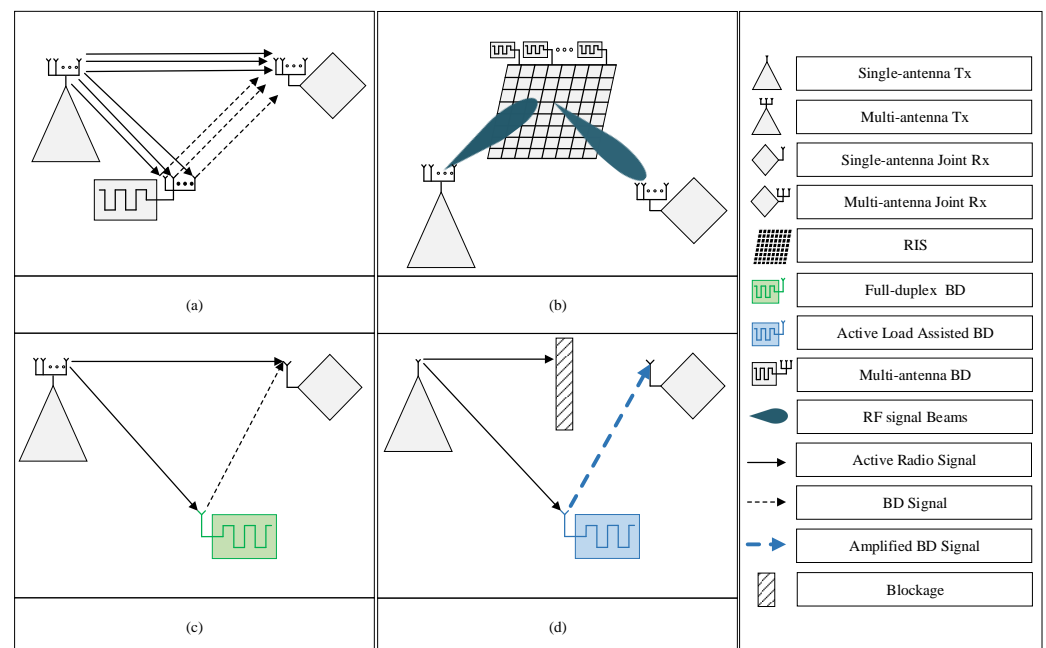 (a)
(b)
(c)
(d)
Single-antenna Tx
Multi-antenna Tx
Single-antenna Joint Rx
Multi-antenna Joint Rx
RIS
Full-duplex BD
Active Load Assisted BD
Multi-antenna BD
RF signal Beams
Active Radio Signal
BD Signal
Amplified BD Signal
Blockage